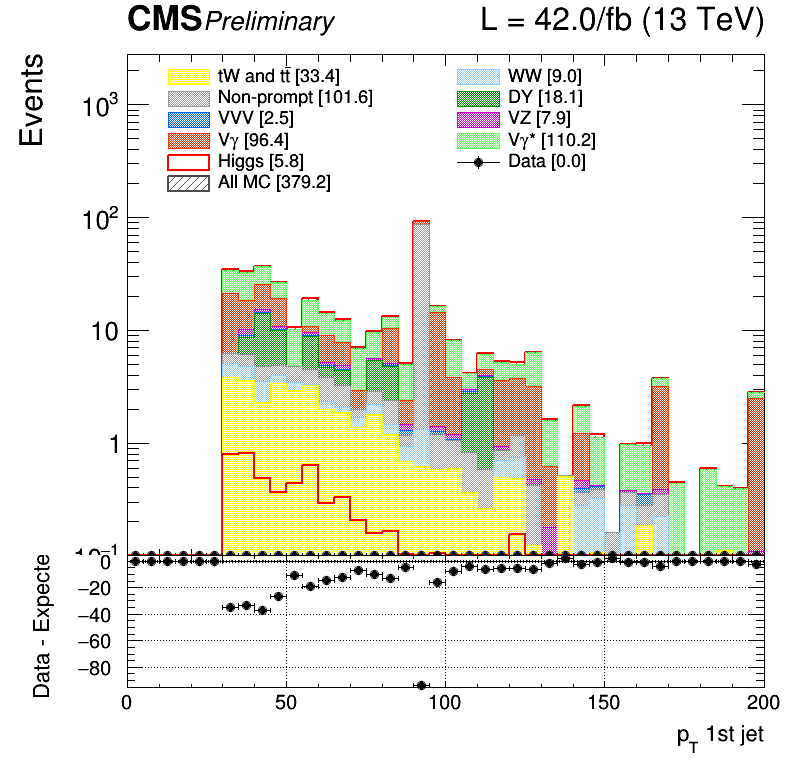 CMS Preliminary L = 42.0/fb (13 TeV)
Events
tW and tt̄ [33.4] WW [9.0]
Non-prompt [101.6] DY [18.1]
VVV [2.5] VZ [7.9]
Vγ [96.4] Vγ* [110.2]
Higgs [5.8] Data [0.0]
All MC [379.2]
10³
10²
10
1
Data - Expecte
0
−20
−40
−60
−80
0 50 100 150 200
p_T 1st jet